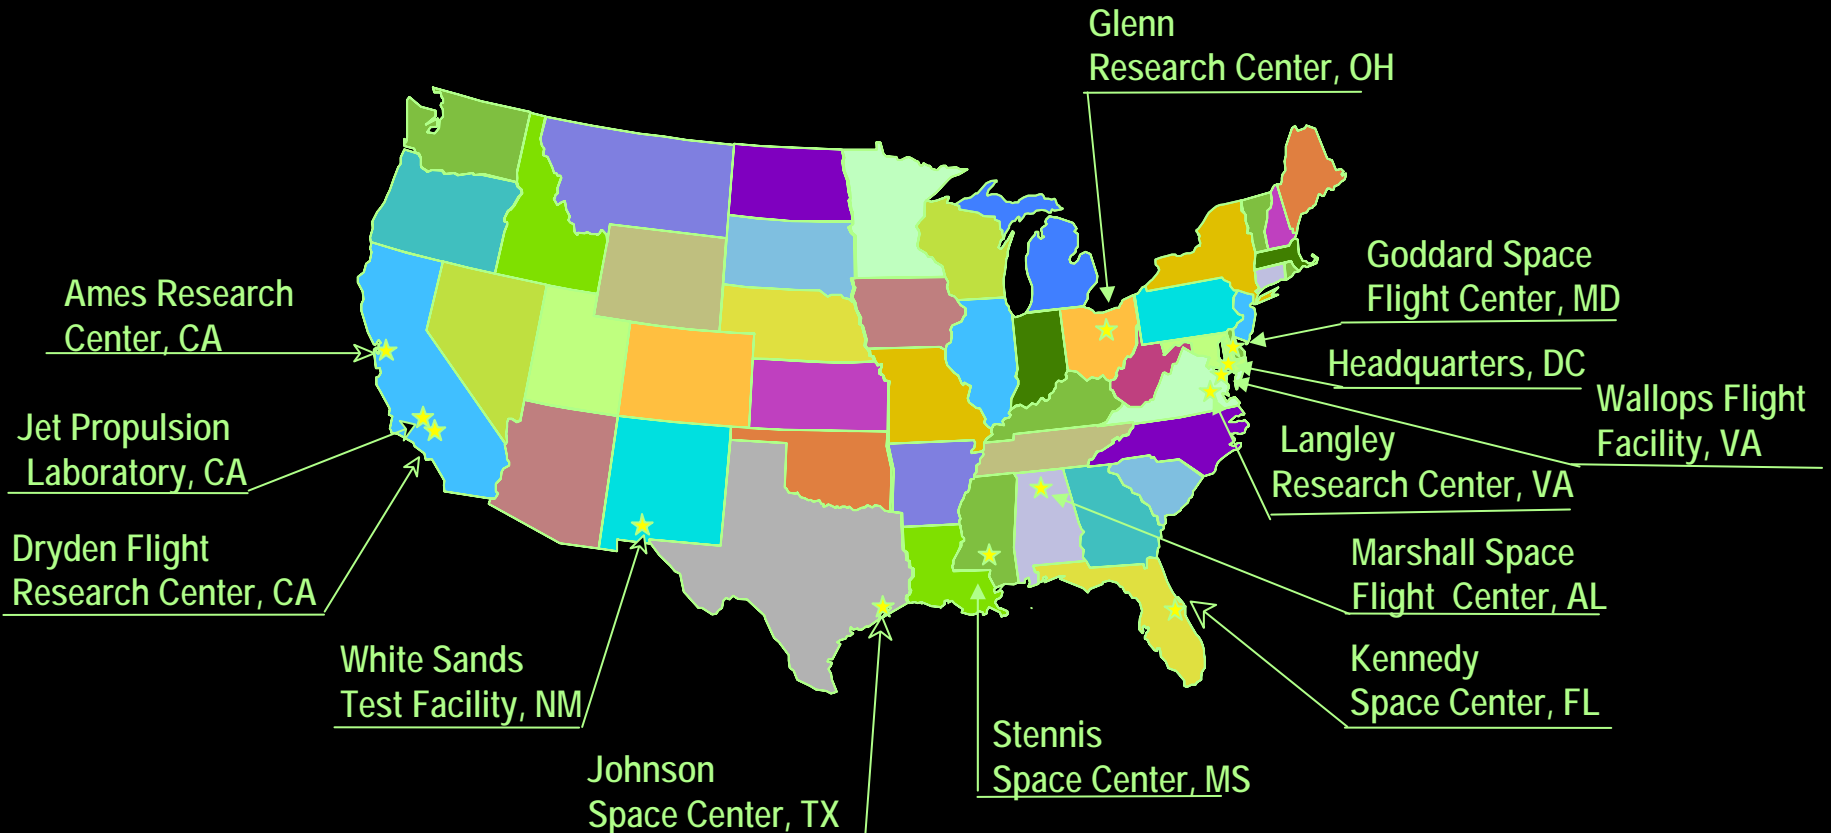 Glenn
Research Center, OH
Goddard Space
Flight Center, MD
Ames Research
Center, CA
Headquarters, DC
Wallops Flight
Facility, VA
Jet Propulsion
Laboratory, CA
Langley
Research Center, VA
Dryden Flight
Research Center, CA
Marshall Space
Flight Center, AL
White Sands
Test Facility, NM
Kennedy
Space Center, FL
Stennis
Space Center, MS
Johnson
Space Center, TX